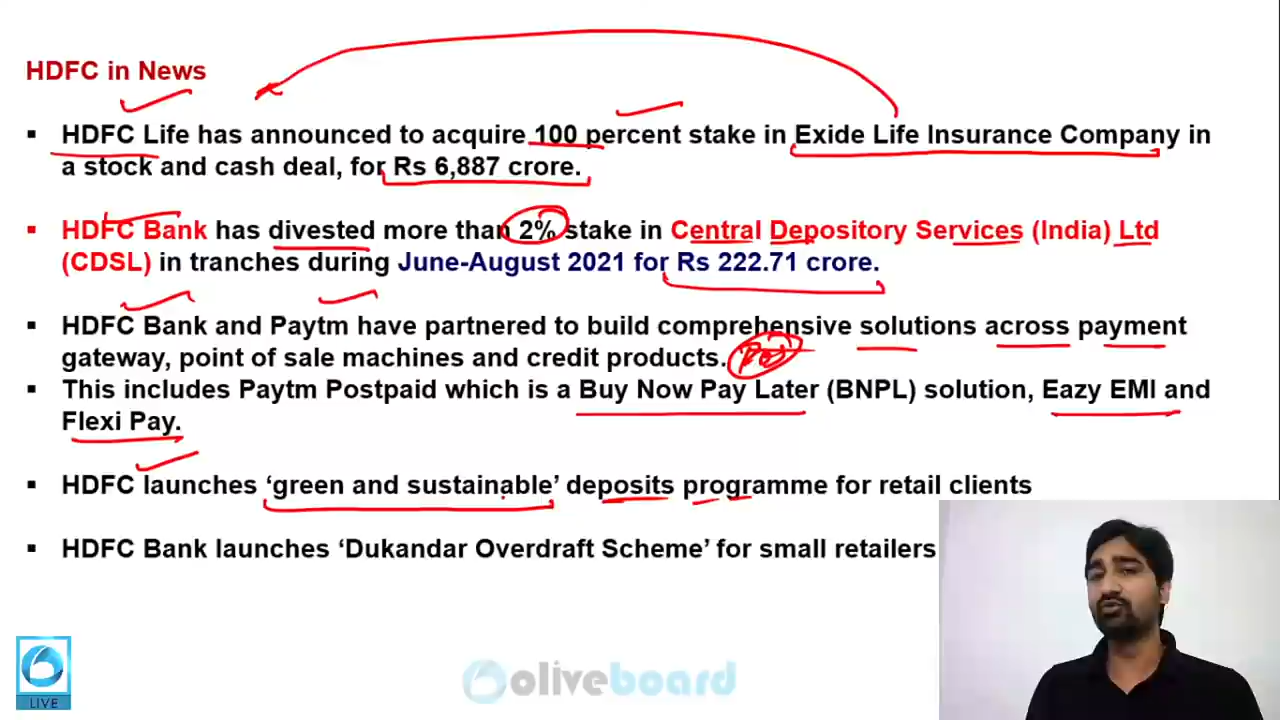 HDFC in News
▪ HDFC Life has announced to acquire 100 percent stake in Exide Life Insurance Company in
a stock and cash deal, for Rs 6,887 crore.
▪ HDFC Bank has divested more than 2% stake in Central Depository Services (India) Ltd
(CDSL) in tranches during June-August 2021 for Rs 222.71 crore.
▪ HDFC Bank and Paytm have partnered to build comprehensive solutions across payment
gateway, point of sale machines and credit products.
▪ This includes Paytm Postpaid which is a Buy Now Pay Later (BNPL) solution, Eazy EMI and
Flexi Pay.
▪ HDFC launches ‘green and sustainable’ deposits programme for retail clients
▪ HDFC Bank launches ‘Dukandar Overdraft Scheme’ for small retailers
LIVE
oliveboard